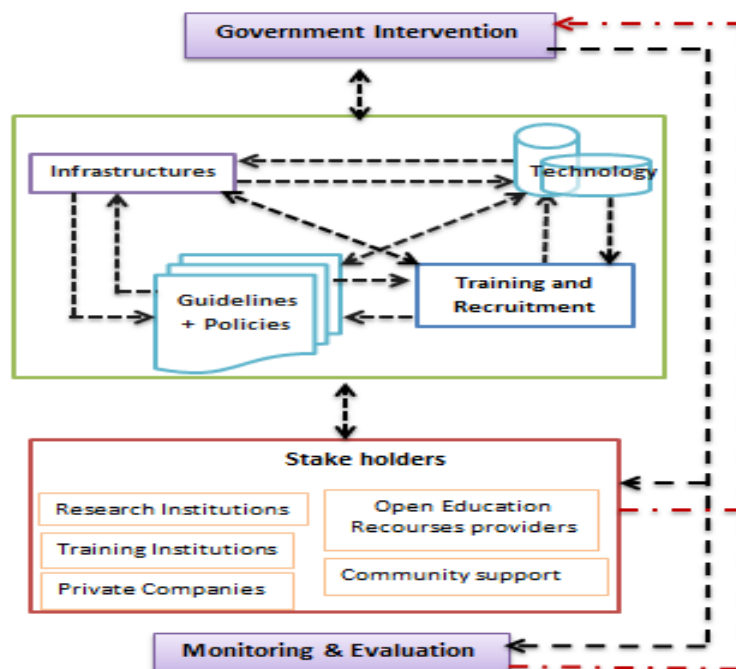 Government Intervention
Infrastructures
Technology
Guidelines
+ Policies
Training and
Recruitment
Stake holders
Research Institutions
Training Institutions
Private Companies
Open Education
Recourses providers
Community support
Monitoring & Evaluation